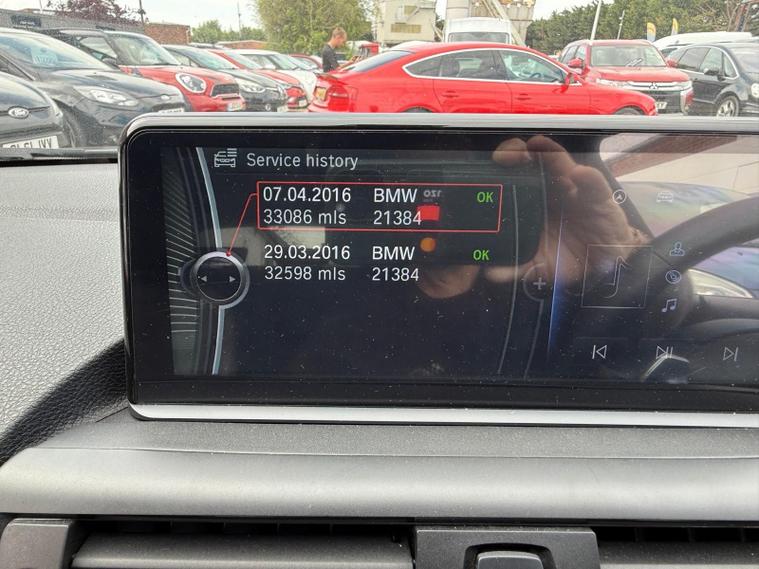 Service history
07.04.2016 BMW OK
33086 mls 21384
29.03.2016 BMW OK
32598 mls 21384